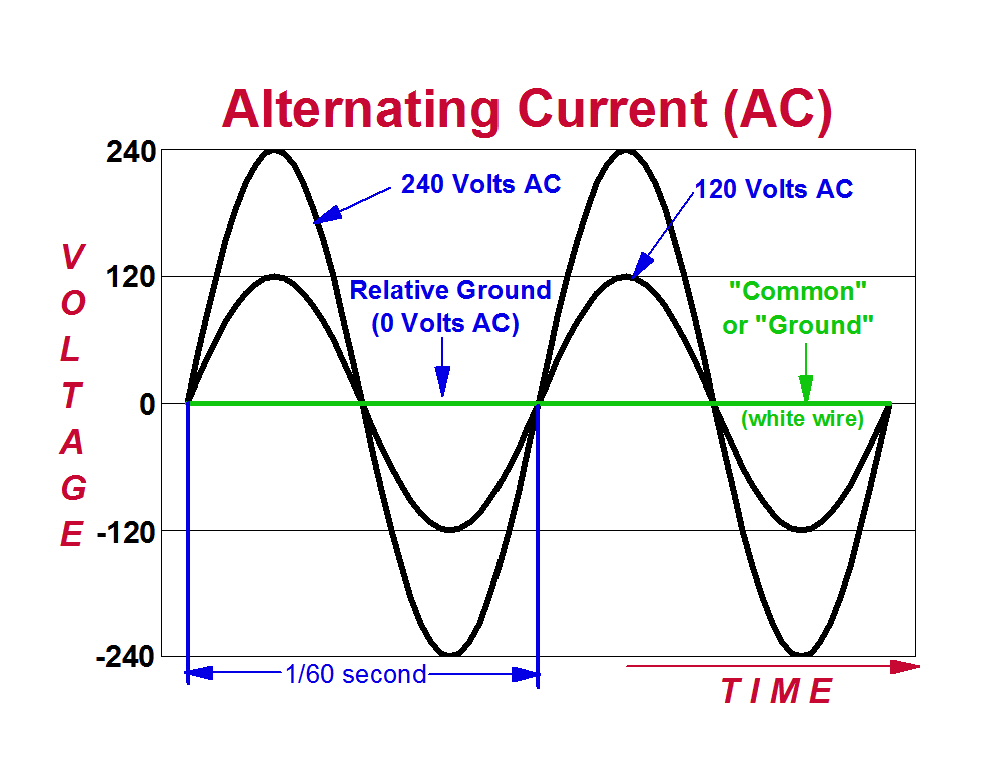 Alternating Current (AC)
240
240 Volts AC
120 Volts AC
120
Relative Ground
(0 Volts AC)
"Common"
or "Ground"
VOLTAGE
0
(white wire)
-120
-240
1/60 second
TIME